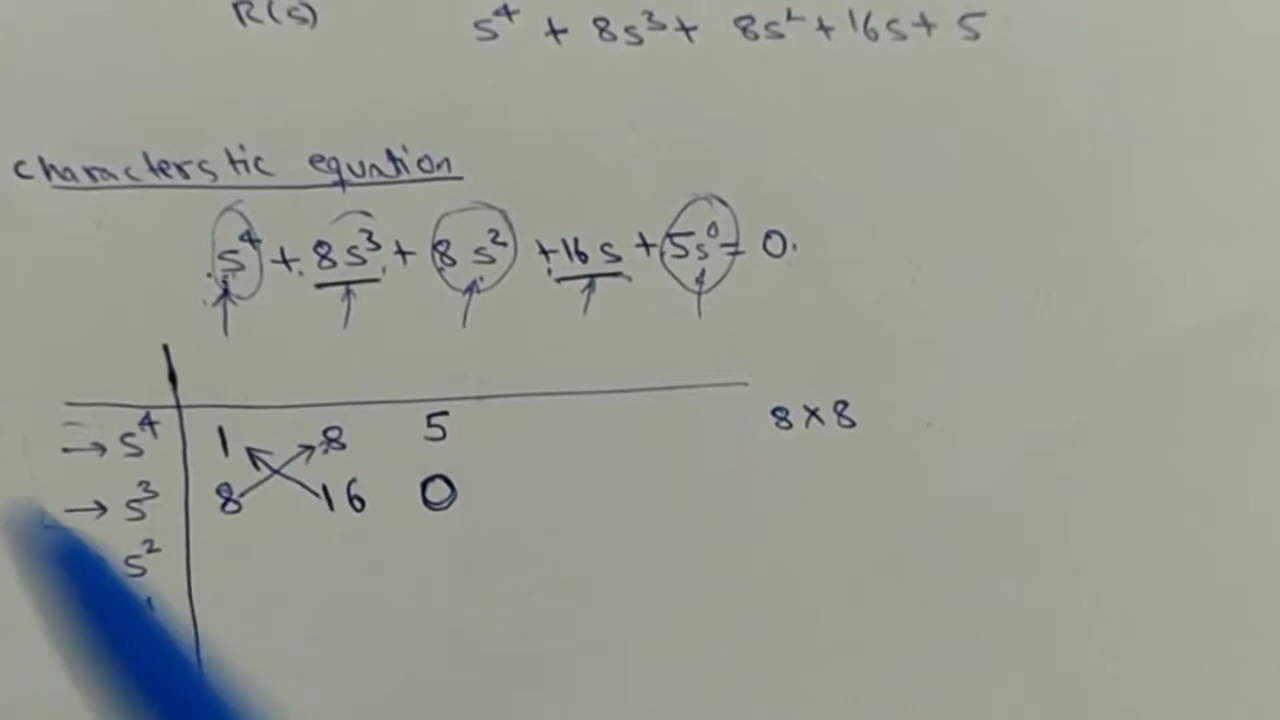 R(s) s⁴ + 8s³ + 8s² + 16s + 5
characterstic equation
s⁴ + 8s³ + 8s² + 16s + 5s⁰ = 0.
→ s⁴ 1 8 5 8×8
→ s³ 8 16 0
s²